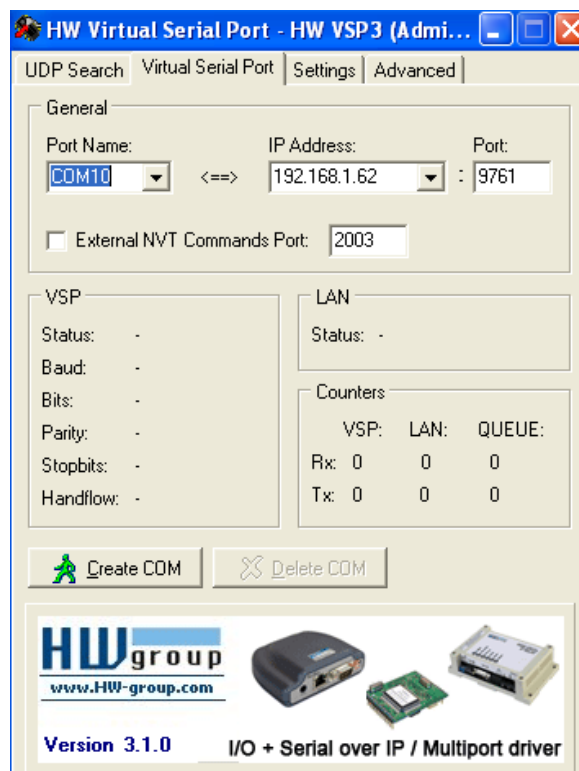 HW Virtual Serial Port - HW VSP3 (Admi...
UDP Search Virtual Serial Port Settings Advanced
General
Port Name: IP Address: Port:
COM10 <==> 192.168.1.62 : 9761
External NVT Commands Port: 2003
VSP
Status: -
Baud: -
Bits: -
Parity: -
Stopbits: -
Handflow: -
LAN
Status: -
Counters
VSP: LAN: QUEUE:
Rx: 0 0 0
Tx: 0 0 0
Create COM Delete COM
HW group
www.HW-group.com
Version 3.1.0
I/O + Serial over IP / Multiport driver